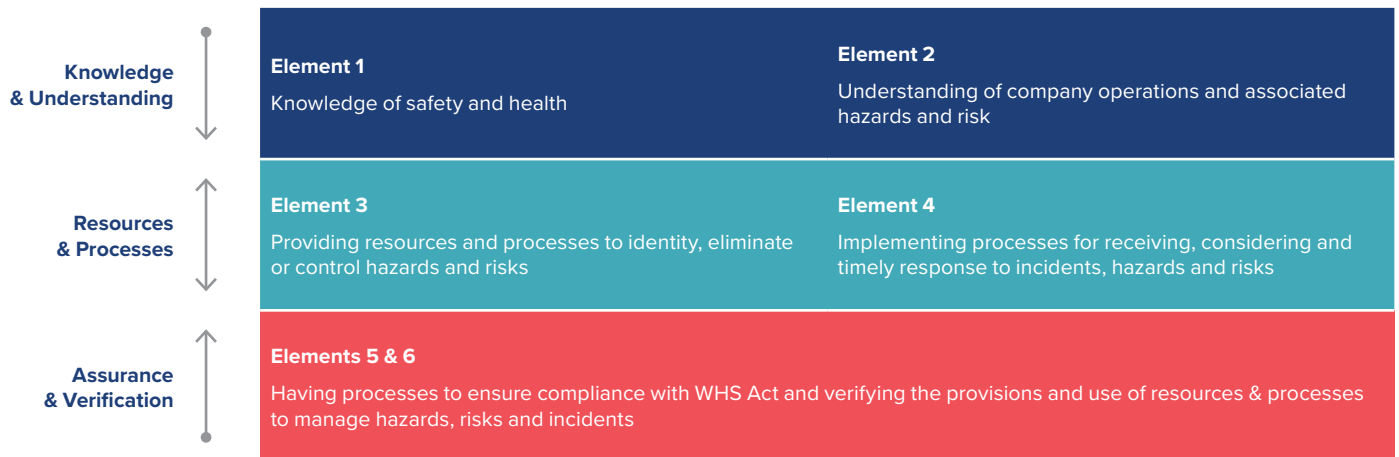 Knowledge
& Understanding
Element 1
Knowledge of safety and health
Element 2
Understanding of company operations and associated
hazards and risk
Resources
& Processes
Element 3
Providing resources and processes to identity, eliminate
or control hazards and risks
Element 4
Implementing processes for receiving, considering and
timely response to incidents, hazards and risks
Assurance
& Verification
Elements 5 & 6
Having processes to ensure compliance with WHS Act and verifying the provisions and use of resources & processes
to manage hazards, risks and incidents